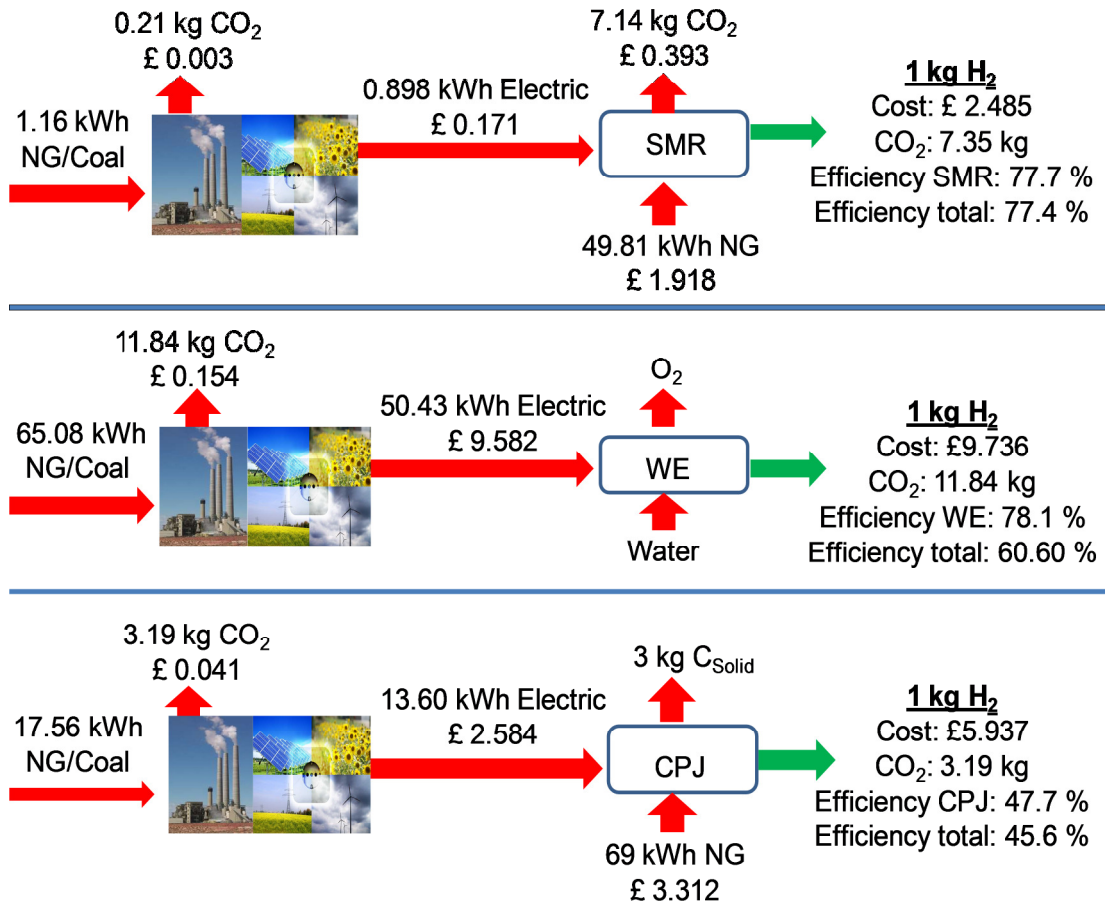 0.21 kg CO₂
£ 0.003
7.14 kg CO₂
£ 0.393
1.16 kWh
NG/Coal
0.898 kWh Electric
£ 0.171
SMR
49.81 kWh NG
£ 1.918
1 kg H₂
Cost: £ 2.485
CO₂: 7.35 kg
Efficiency SMR: 77.7 %
Efficiency total: 77.4 %
11.84 kg CO₂
£ 0.154
O₂
65.08 kWh
NG/Coal
50.43 kWh Electric
£ 9.582
WE
Water
1 kg H₂
Cost: £9.736
CO₂: 11.84 kg
Efficiency WE: 78.1 %
Efficiency total: 60.60 %
3.19 kg CO₂
£ 0.041
3 kg C_Solid
17.56 kWh
NG/Coal
13.60 kWh Electric
£ 2.584
CPJ
69 kWh NG
£ 3.312
1 kg H₂
Cost: £5.937
CO₂: 3.19 kg
Efficiency CPJ: 47.7 %
Efficiency total: 45.6 %